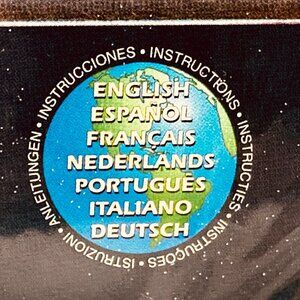 • INSTRUCCIONES • INSTRUCTIONS • INSTRUCTIES • INSTRUÇÕES • ISTRUZIONI • ANLEITUNGEN
ENGLISH
ESPAÑOL
FRANÇAIS
NEDERLANDS
PORTUGUÊS
ITALIANO
DEUTSCH